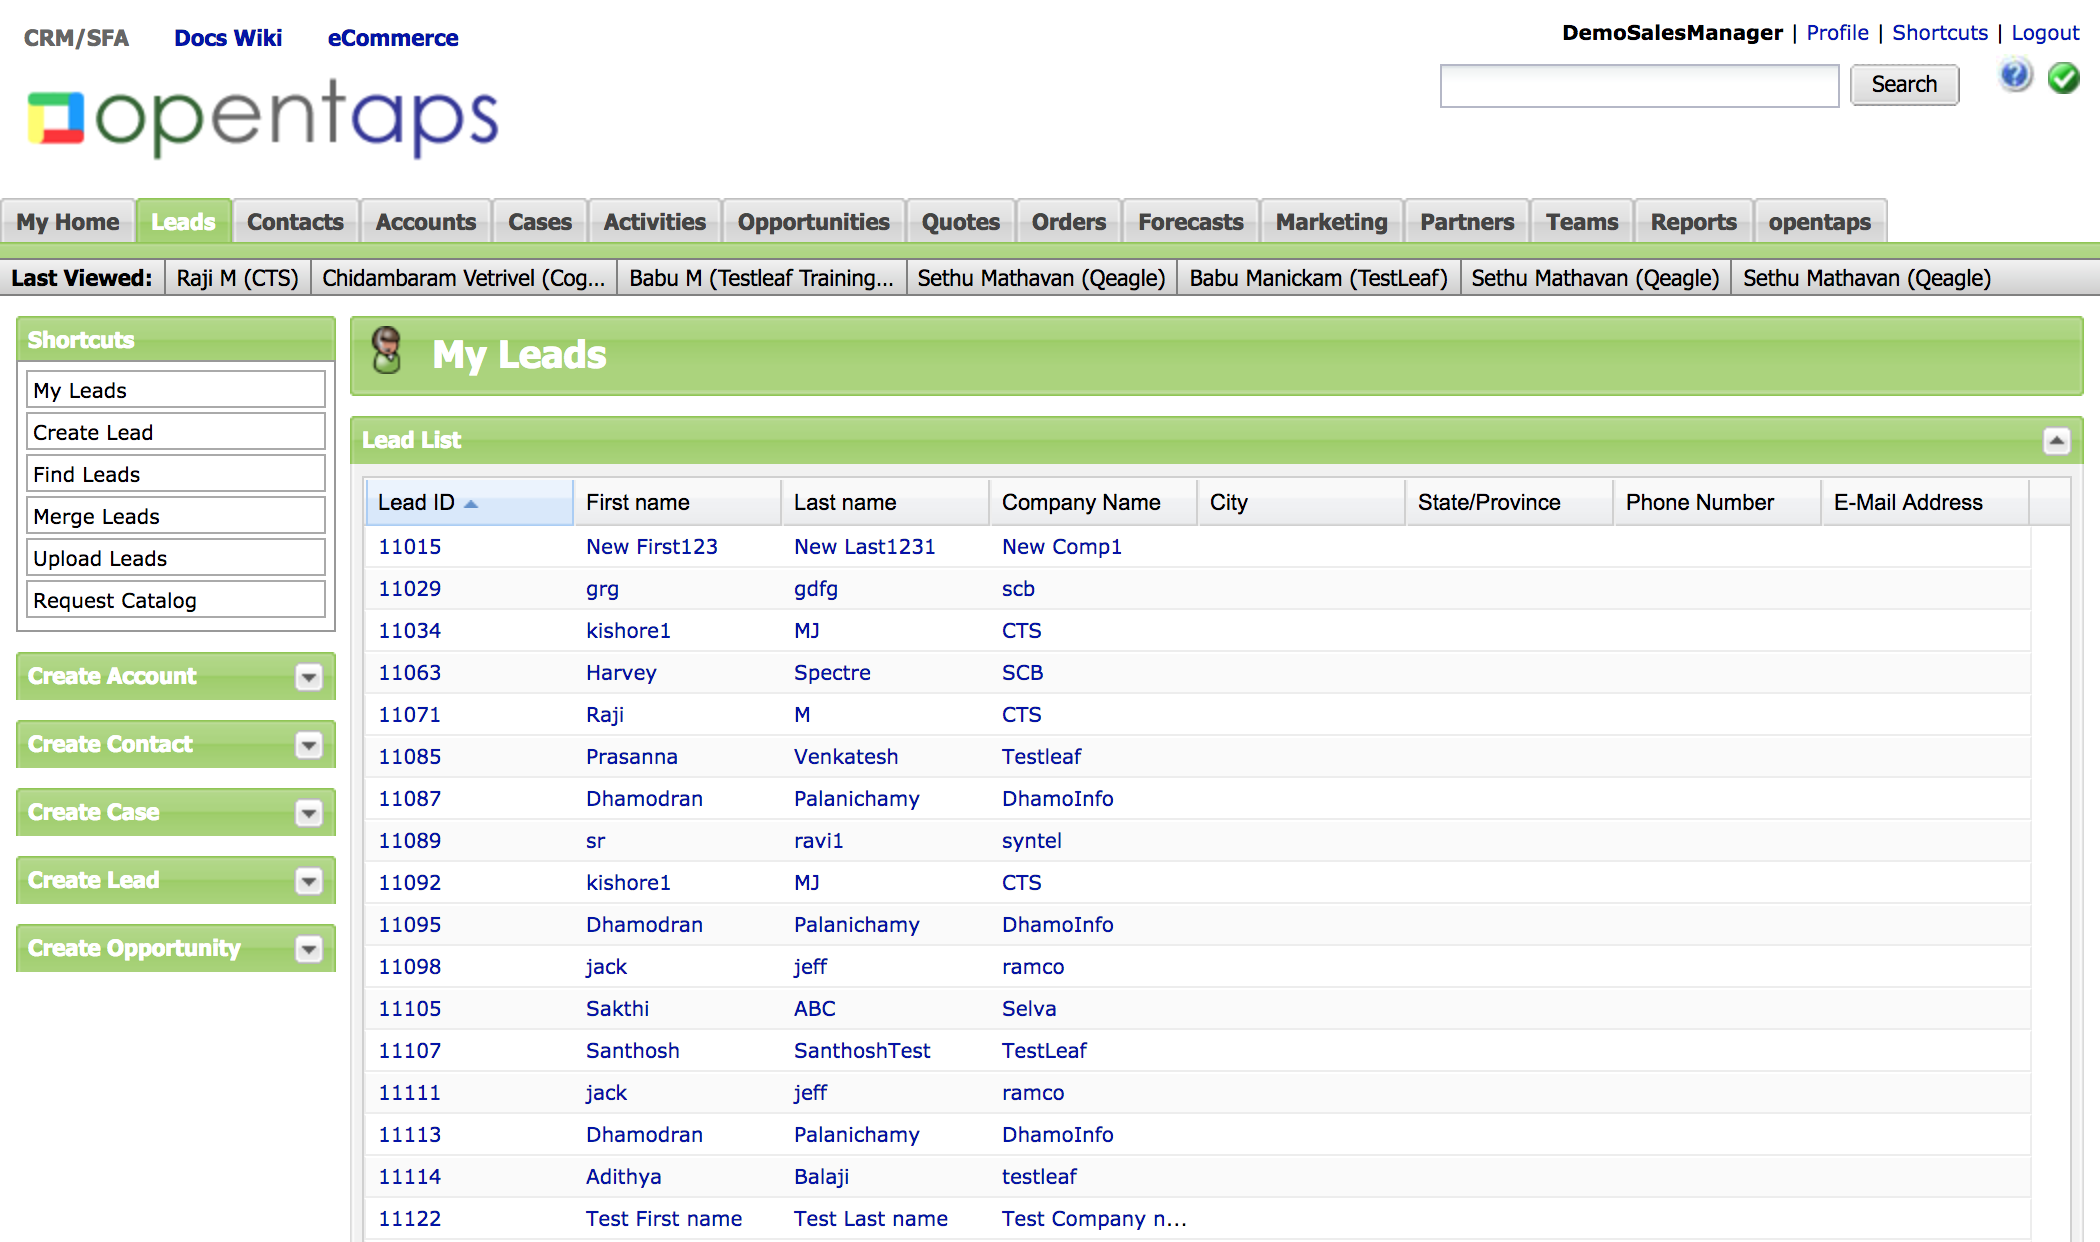 CRM/SFA Docs Wiki eCommerce
DemoSalesManager | Profile | Shortcuts | Logout
Search
opentaps
My Home Leads Contacts Accounts Cases Activities Opportunities Quotes Orders Forecasts Marketing Partners Teams Reports opentaps
Last Viewed: Raji M (CTS) Chidambaram Vetrivel (Cog... Babu M (Testleaf Training... Sethu Mathavan (Qeagle) Babu Manickam (TestLeaf) Sethu Mathavan (Qeagle) Sethu Mathavan (Qeagle)
Shortcuts
My Leads
Create Lead
Find Leads
Merge Leads
Upload Leads
Request Catalog
Create Account
Create Contact
Create Case
Create Lead
Create Opportunity
My Leads
Lead List
Lead ID First name Last name Company Name City State/Province Phone Number E-Mail Address
11015 New First123 New Last1231 New Comp1
11029 grg gdfg scb
11034 kishore1 MJ CTS
11063 Harvey Spectre SCB
11071 Raji M CTS
11085 Prasanna Venkatesh Testleaf
11087 Dhamodran Palanichamy DhamoInfo
11089 sr ravi1 syntel
11092 kishore1 MJ CTS
11095 Dhamodran Palanichamy DhamoInfo
11098 jack jeff ramco
11105 Sakthi ABC Selva
11107 Santhosh SanthoshTest TestLeaf
11111 jack jeff ramco
11113 Dhamodran Palanichamy DhamoInfo
11114 Adithya Balaji testleaf
11122 Test First name Test Last name Test Company n...